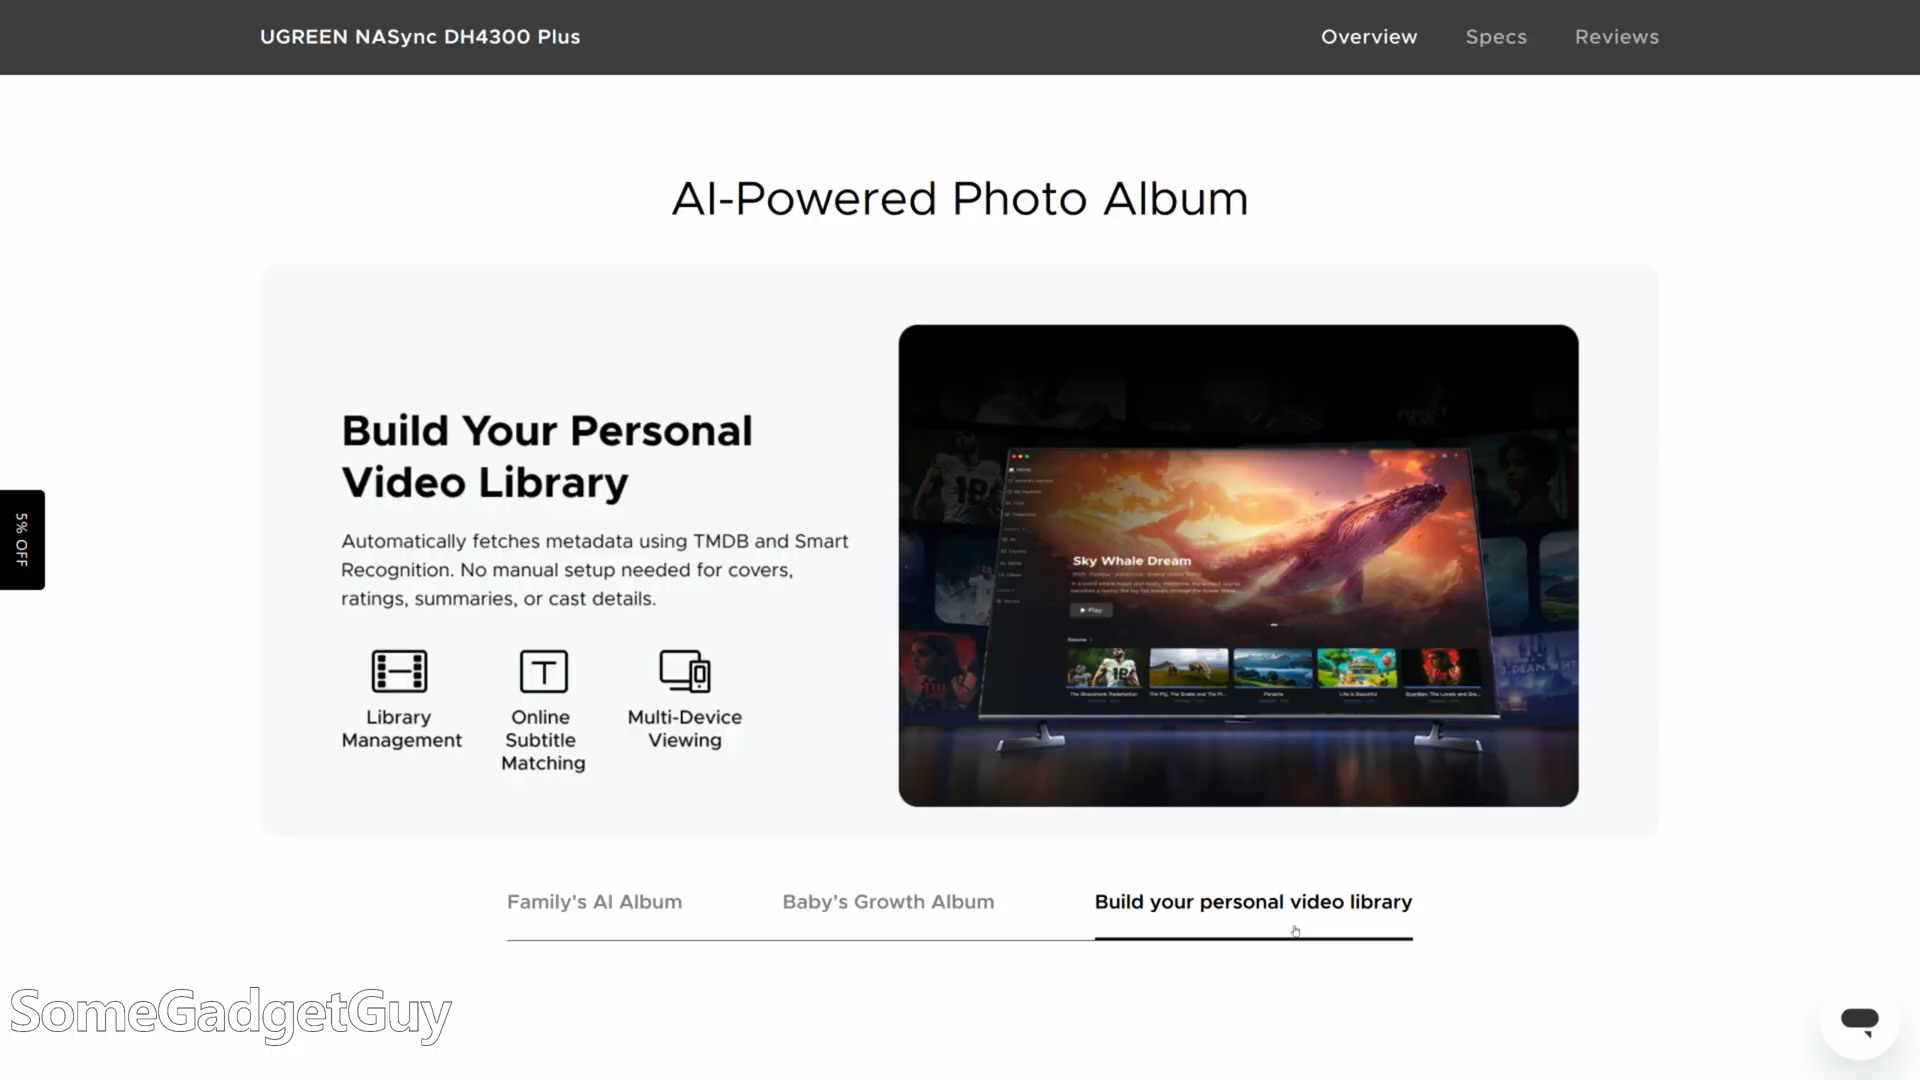 UGREEN NASync DH4300 Plus
Overview
Specs
Reviews
AI-Powered Photo Album
Build Your Personal
Video Library
Automatically fetches metadata using TMDB and Smart
Recognition. No manual setup needed for covers,
ratings, summaries, or cast details.
Library
Management
Online
Subtitle
Matching
Multi-Device
Viewing
5% OFF
Sky Whale Dream
Play
Life is Beautiful
Family's AI Album
Baby's Growth Album
Build your personal video library
SomeGadgetGuy